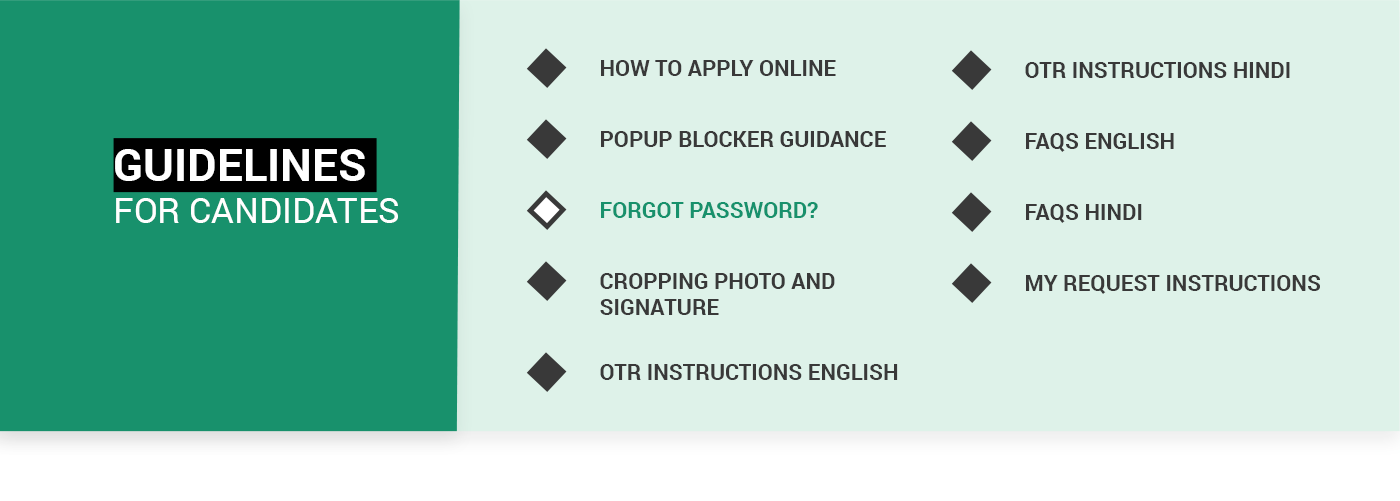 GUIDELINES
FOR CANDIDATES
HOW TO APPLY ONLINE
POPUP BLOCKER GUIDANCE
FORGOT PASSWORD?
CROPPING PHOTO AND
SIGNATURE
OTR INSTRUCTIONS ENGLISH
OTR INSTRUCTIONS HINDI
FAQS ENGLISH
FAQS HINDI
MY REQUEST INSTRUCTIONS